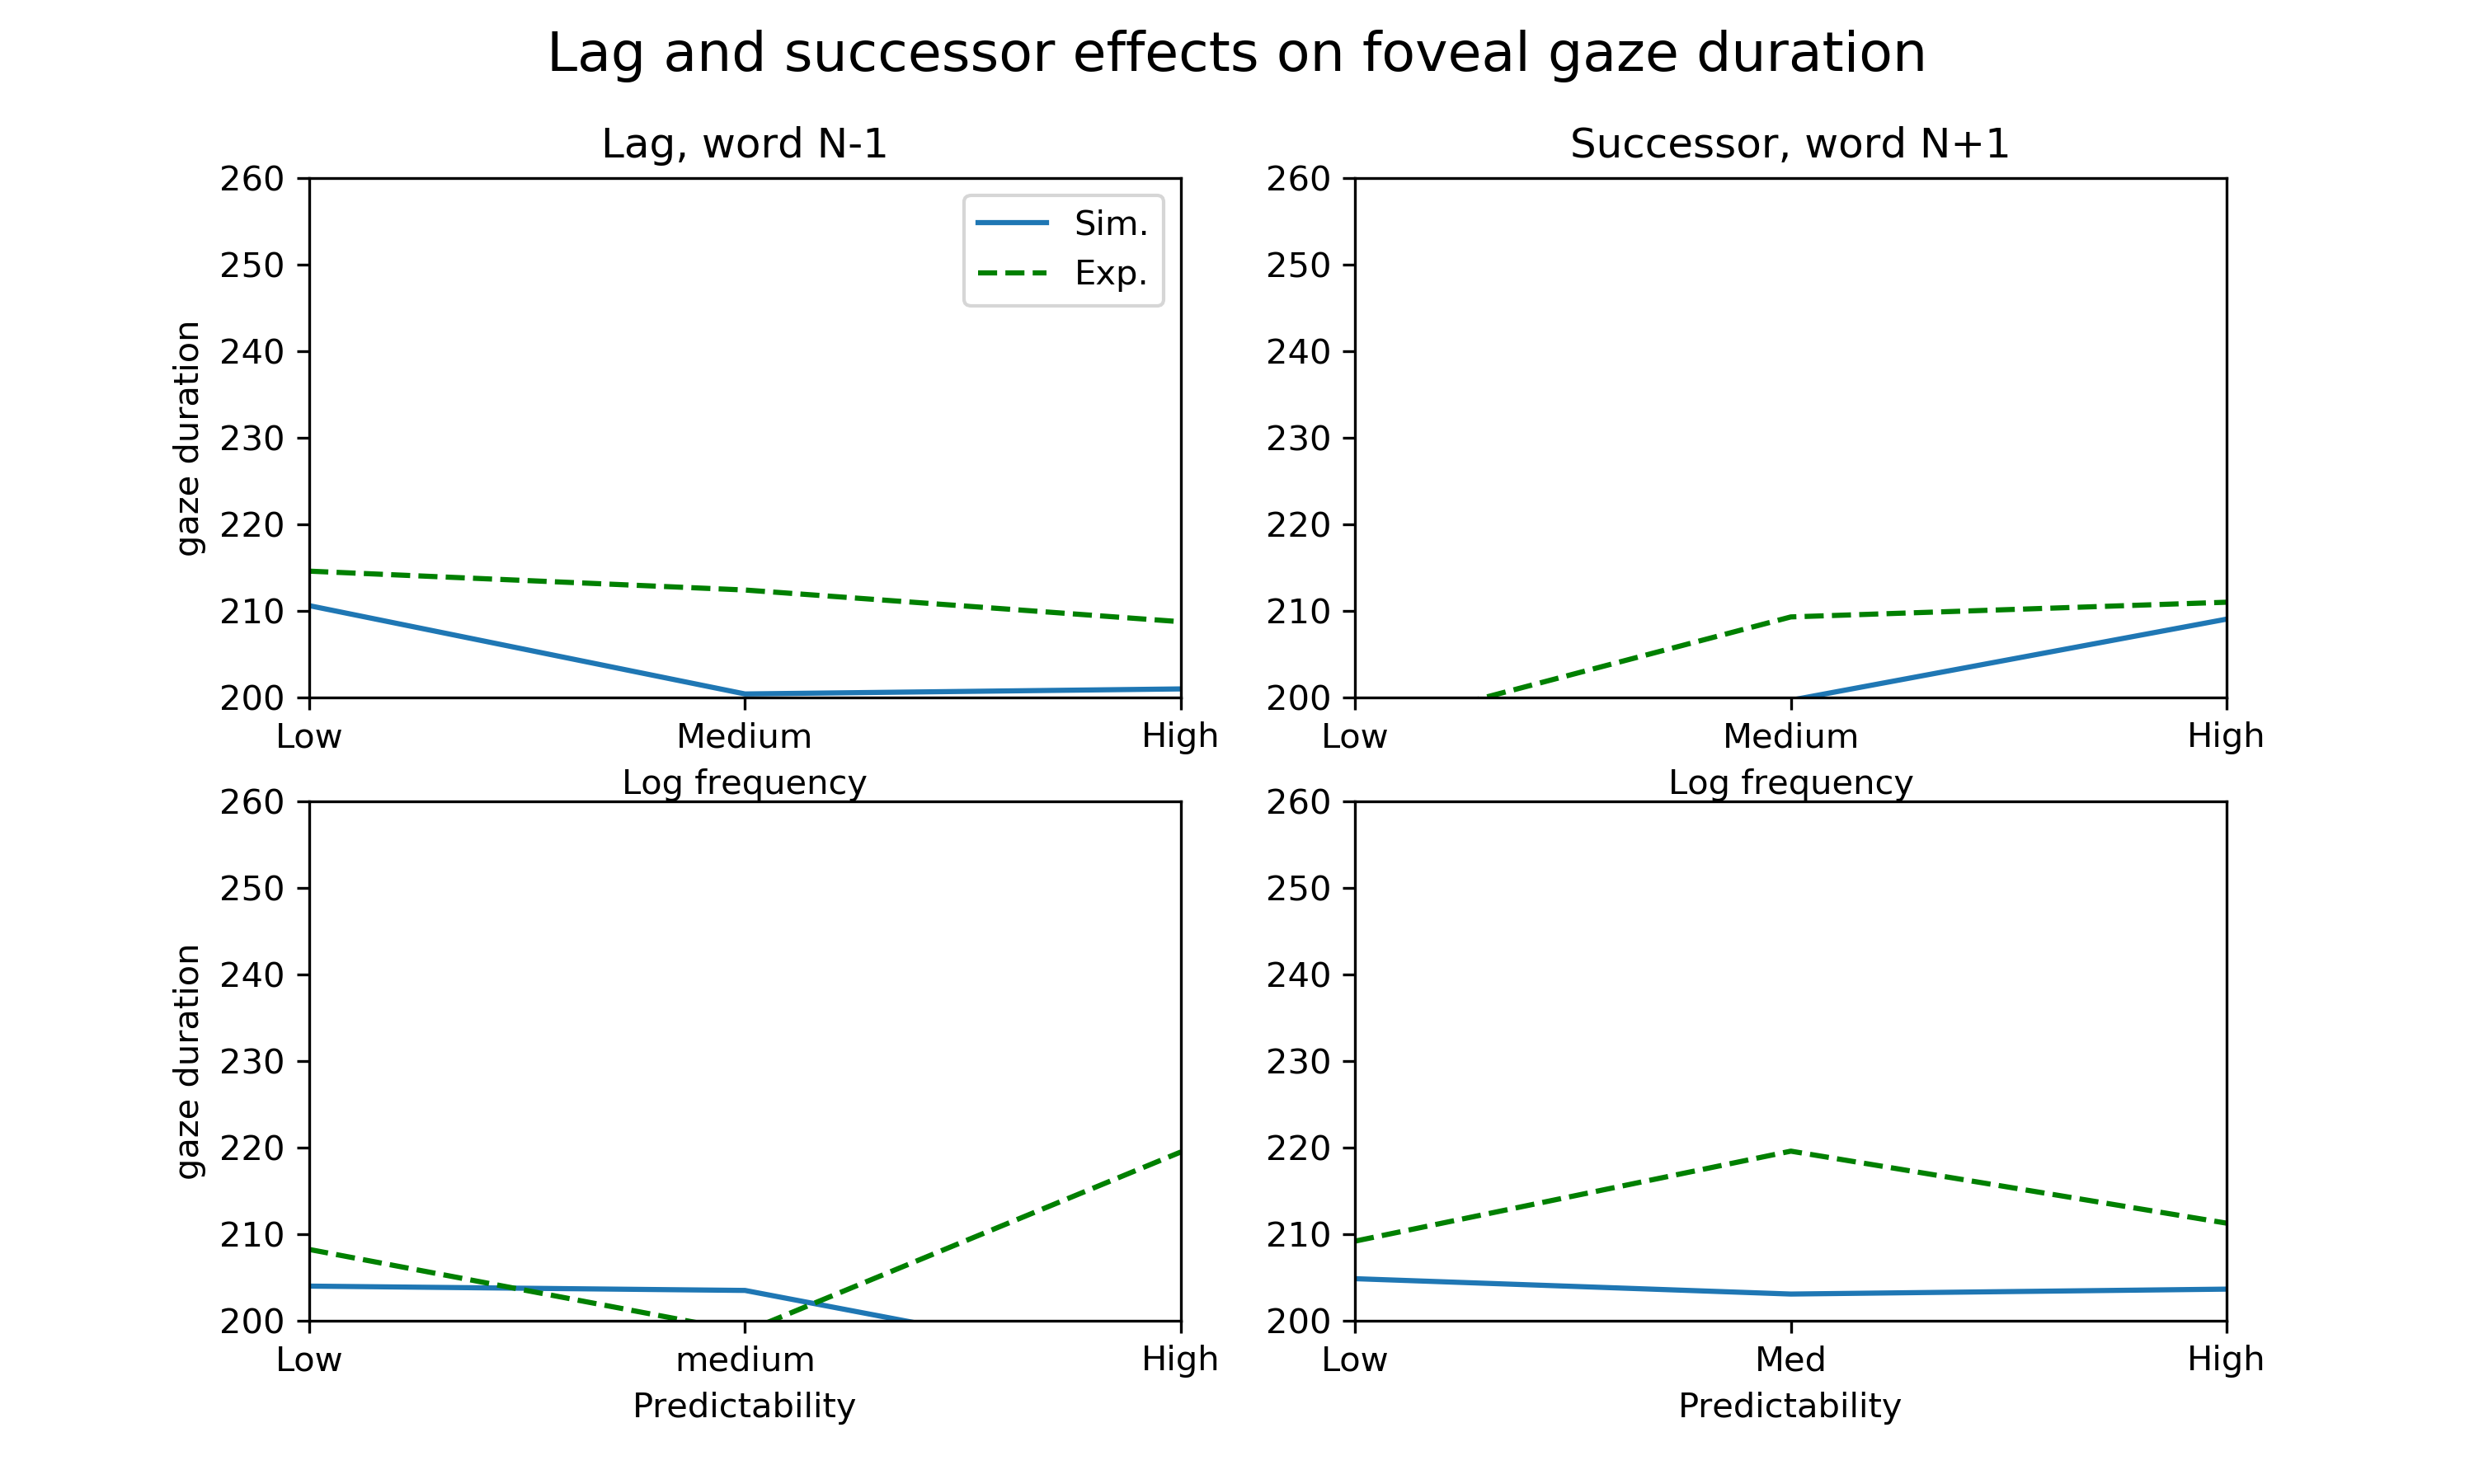 Lag and successor effects on foveal gaze duration
Lag, word N-1
260
250
240
230
220
210
200
gaze duration
Sim.
Exp.
Low Medium High
Log frequency
Successor, word N+1
260
250
240
230
220
210
200
Low Medium High
Log frequency
260
250
240
230
220
210
200
gaze duration
Low medium High
Predictability
260
250
240
230
220
210
200
Low Med High
Predictability